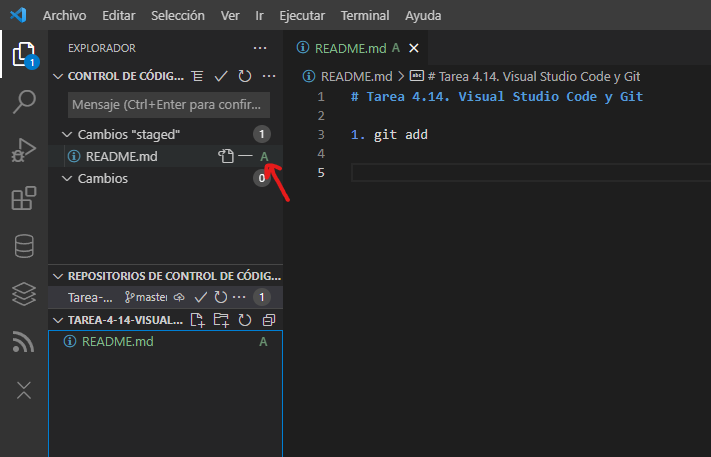 Archivo Editar Selección Ver Ir Ejecutar Terminal Ayuda
EXPLORADOR
1
CONTROL DE CÓDIG...
Mensaje (Ctrl+Enter para confir...
Cambios "staged" 1
README.md A
Cambios 0
REPOSITORIOS DE CONTROL DE CÓDIG...
Tarea-... master 1
TAREA-4-14-VISUAL...
README.md A
README.md A
README.md > # Tarea 4.14. Visual Studio Code y Git
1 # Tarea 4.14. Visual Studio Code y Git
2
3 1. git add
4
5